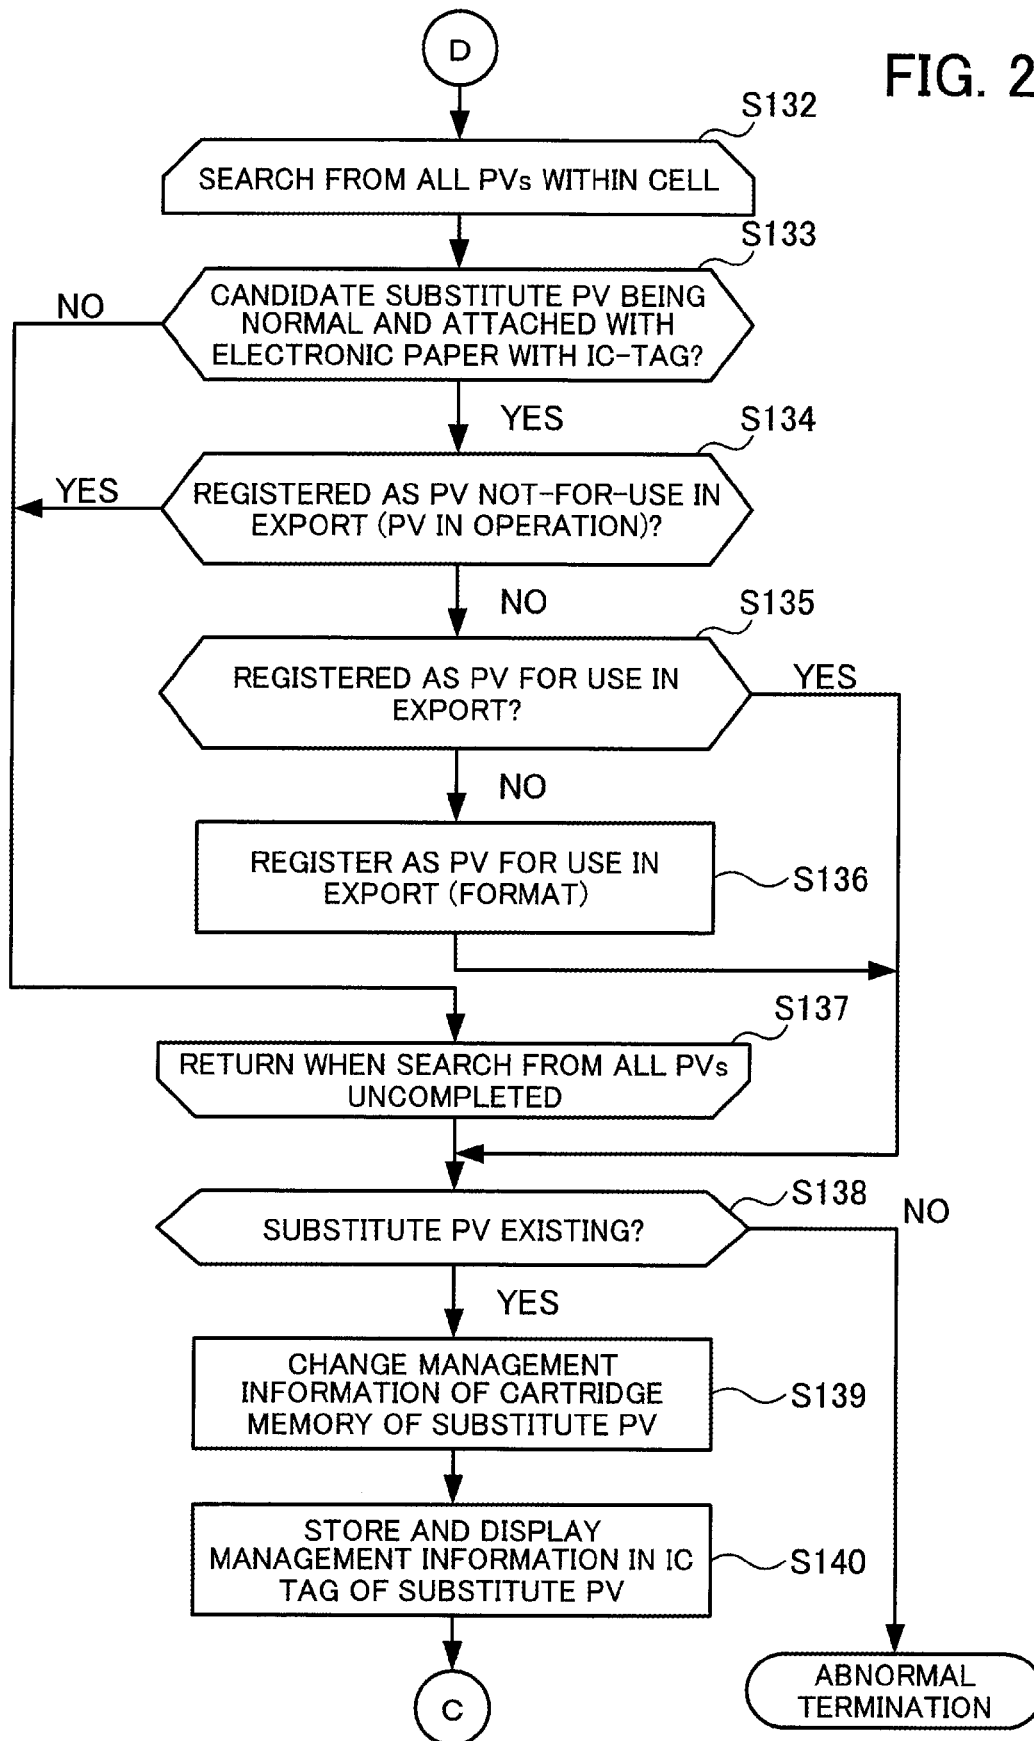 D
FIG. 2
S132
SEARCH FROM ALL PVs WITHIN CELL
S133
CANDIDATE SUBSTITUTE PV BEING
NORMAL AND ATTACHED WITH
ELECTRONIC PAPER WITH IC-TAG?
NO
YES
S134
REGISTERED AS PV NOT-FOR-USE IN
EXPORT (PV IN OPERATION)?
YES
NO
S135
REGISTERED AS PV FOR USE IN
EXPORT?
YES
NO
REGISTER AS PV FOR USE IN
EXPORT (FORMAT)
S136
S137
RETURN WHEN SEARCH FROM ALL PVs
UNCOMPLETED
S138
SUBSTITUTE PV EXISTING?
NO
YES
CHANGE MANAGEMENT
INFORMATION OF CARTRIDGE
MEMORY OF SUBSTITUTE PV
S139
STORE AND DISPLAY
MANAGEMENT INFORMATION IN IC
TAG OF SUBSTITUTE PV
S140
C
ABNORMAL
TERMINATION